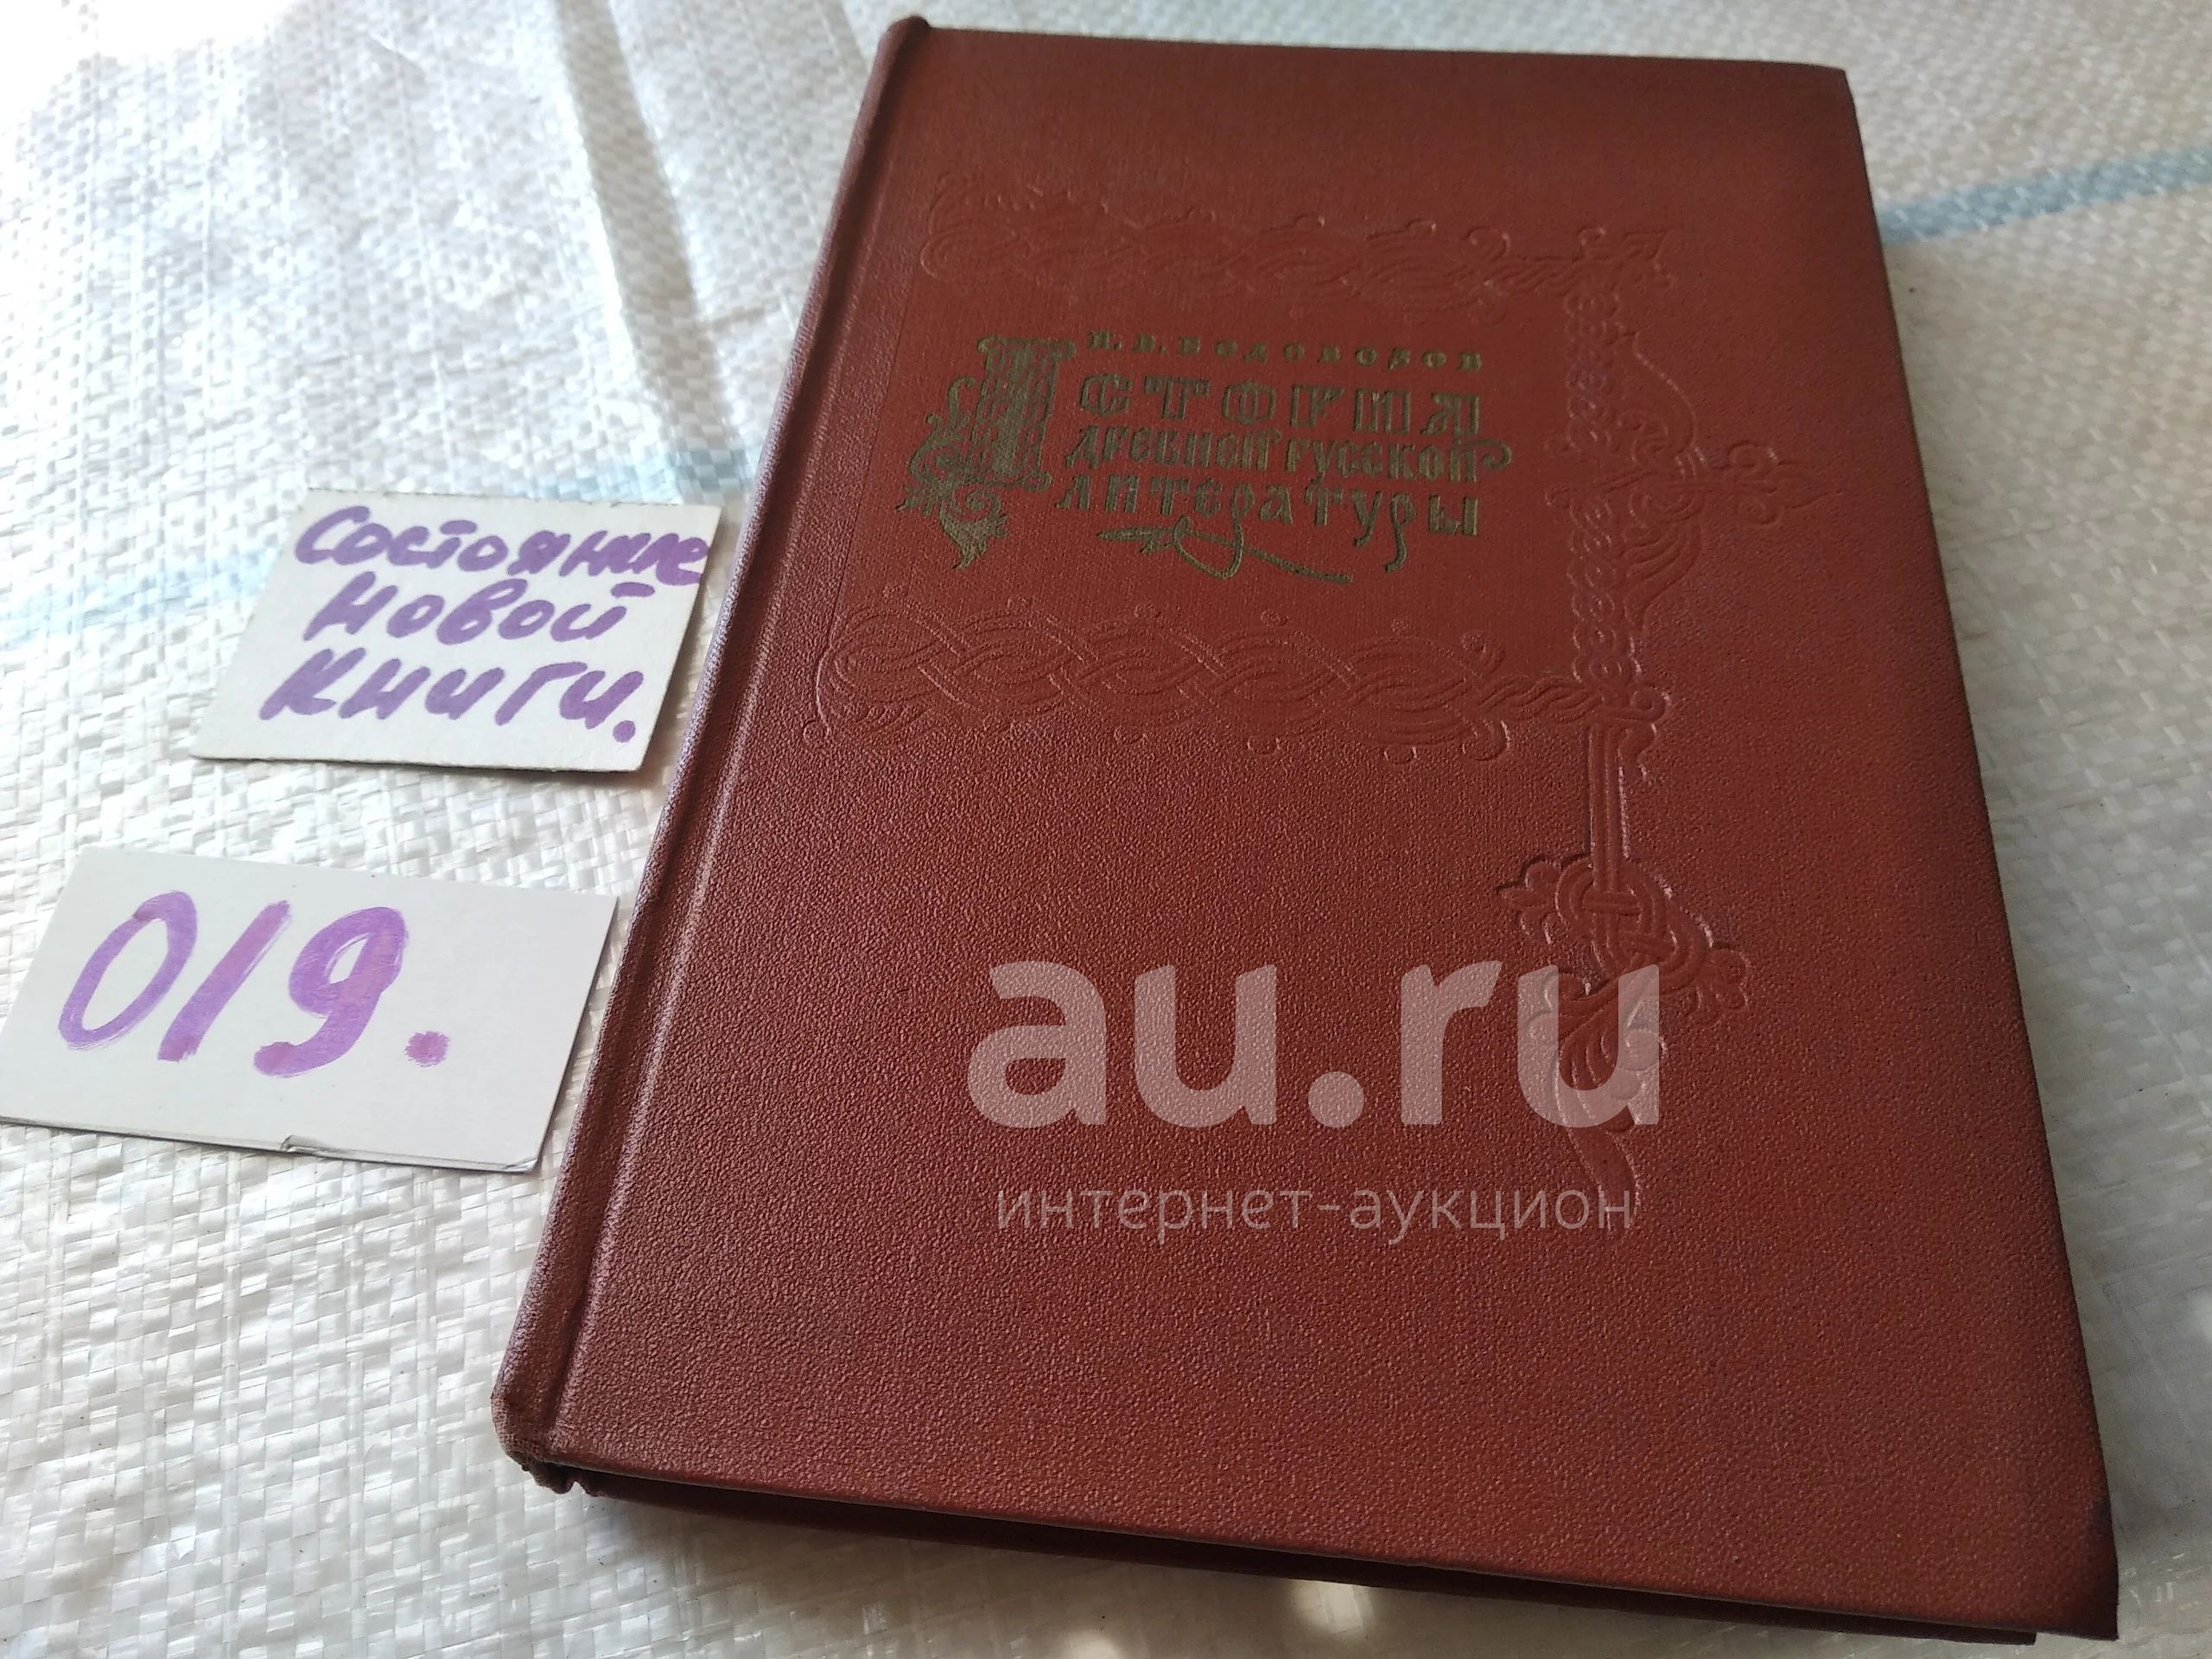 Н. В. Водовозов
История
древней русской
литературы
Состояние
новой
книги.
019.
au.ru
интернет-аукцион